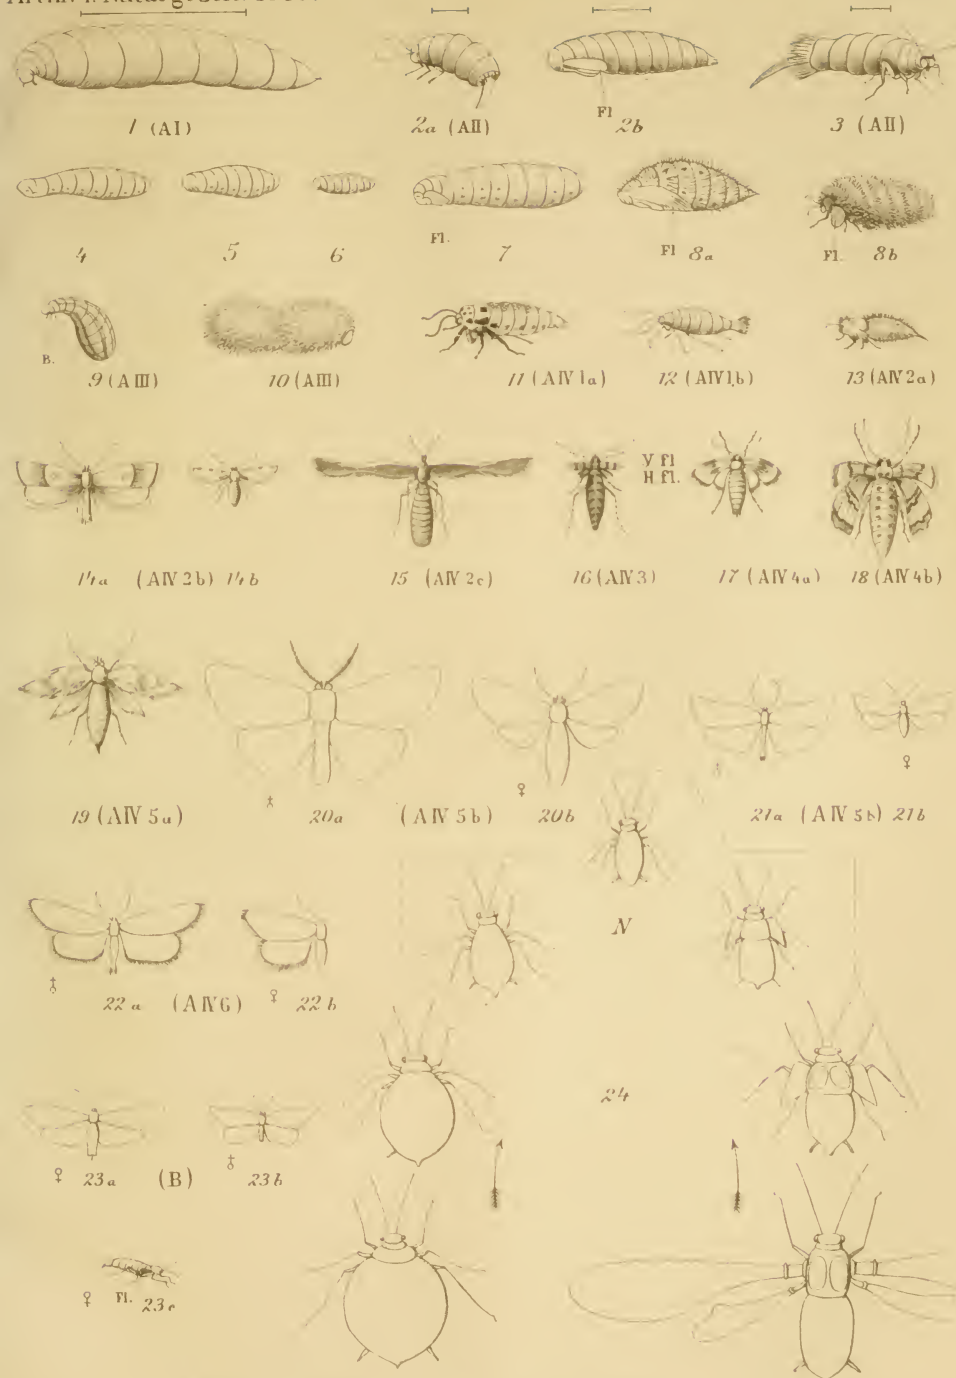 1 (AI) 2a (AII) Fl 2b 3 (AII)
4 5 6 Fl. 7 Fl 8a Fl. 8b
B. 9 (AIII) 10 (AIII) 11 (AIV 1a) 12 (AIV 1.b) 13 (AIV 2a)
V fl
H fl.
14a (AIV 2b) 14b 15 (AIV 2c) 16 (AIV 3) 17 (AIV 4a) 18 (AIV 4b)
♀
19 (AIV 5a) ♂ 20a (AIV 5b) ♀ 20b ♂ 21a (AIV 5b) 21b
N
♂ 22a (AIV 6) ♀ 22b
24
♀ 23a (B) ♂ 23b
♀ Fl. 23c